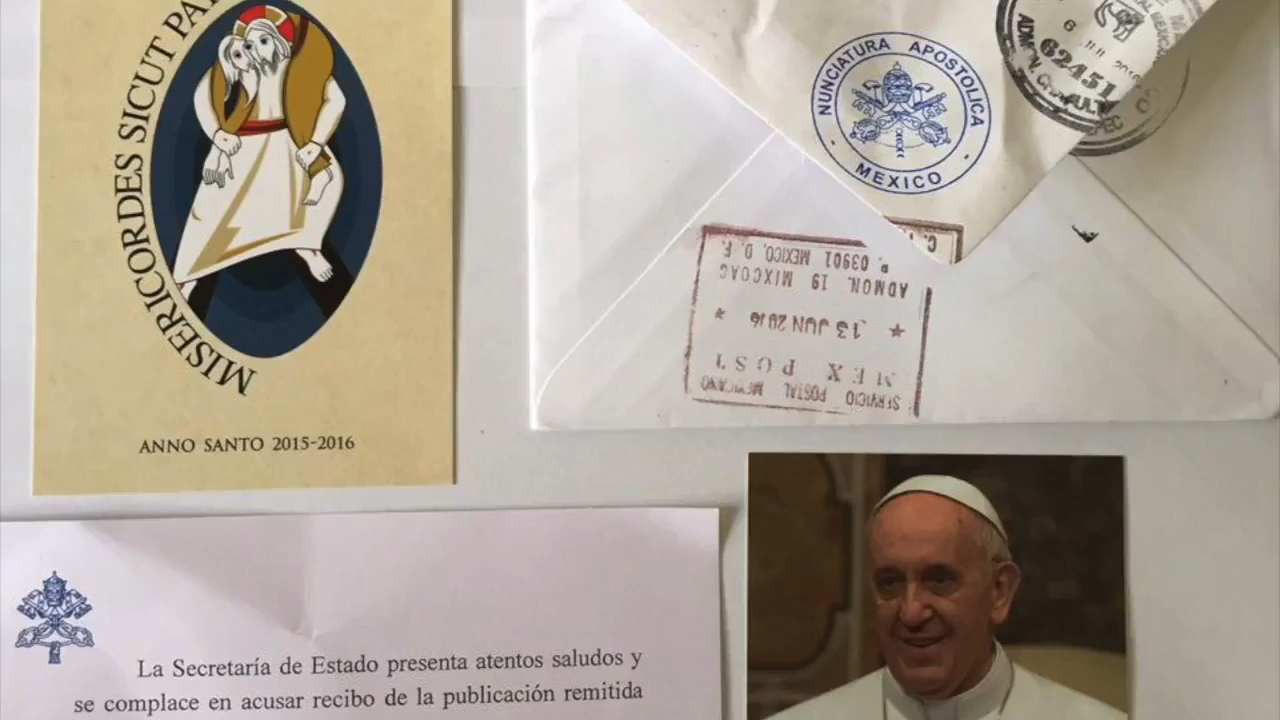 MISERICORDES SICUT PA
ANNO SANTO 2015-2016
NUNCIATURA APOSTOLICA
MEXICO
62451
SERVICIO POSTAL MEXICANO
MEX POST
13 JUN 2016
ADMON. 19 MIXCOAC
P. 03901 MEXICO, D. F.
La Secretaría de Estado presenta atentos saludos y
se complace en acusar recibo de la publicación remitida